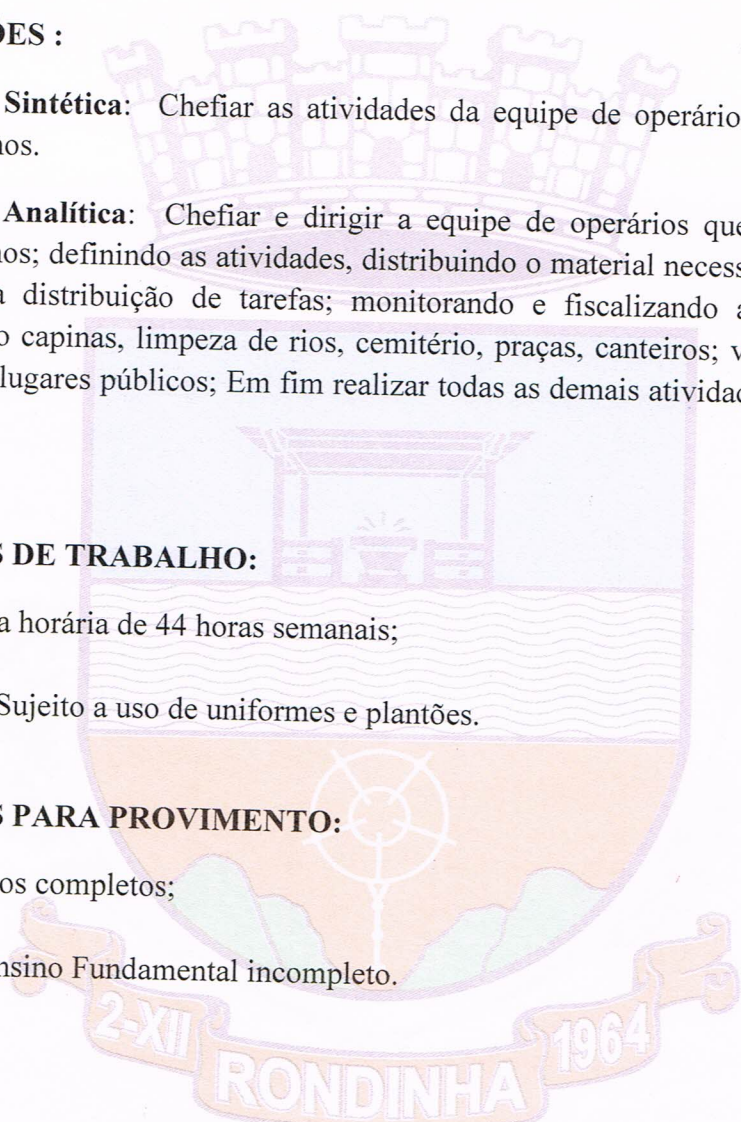 ÕES :
Sintética: Chefiar as atividades da equipe de operário
nos.
Analítica: Chefiar e dirigir a equipe de operários que
nos; definindo as atividades, distribuindo o material necess
a distribuição de tarefas; monitorando e fiscalizando a
o capinas, limpeza de rios, cemitério, praças, canteiros; v
lugares públicos; Em fim realizar todas as demais atividad
S DE TRABALHO:
a horária de 44 horas semanais;
Sujeito a uso de uniformes e plantões.
S PARA PROVIMENTO:
os completos;
nsino Fundamental incompleto.
2-XII
RONDINHA
1964